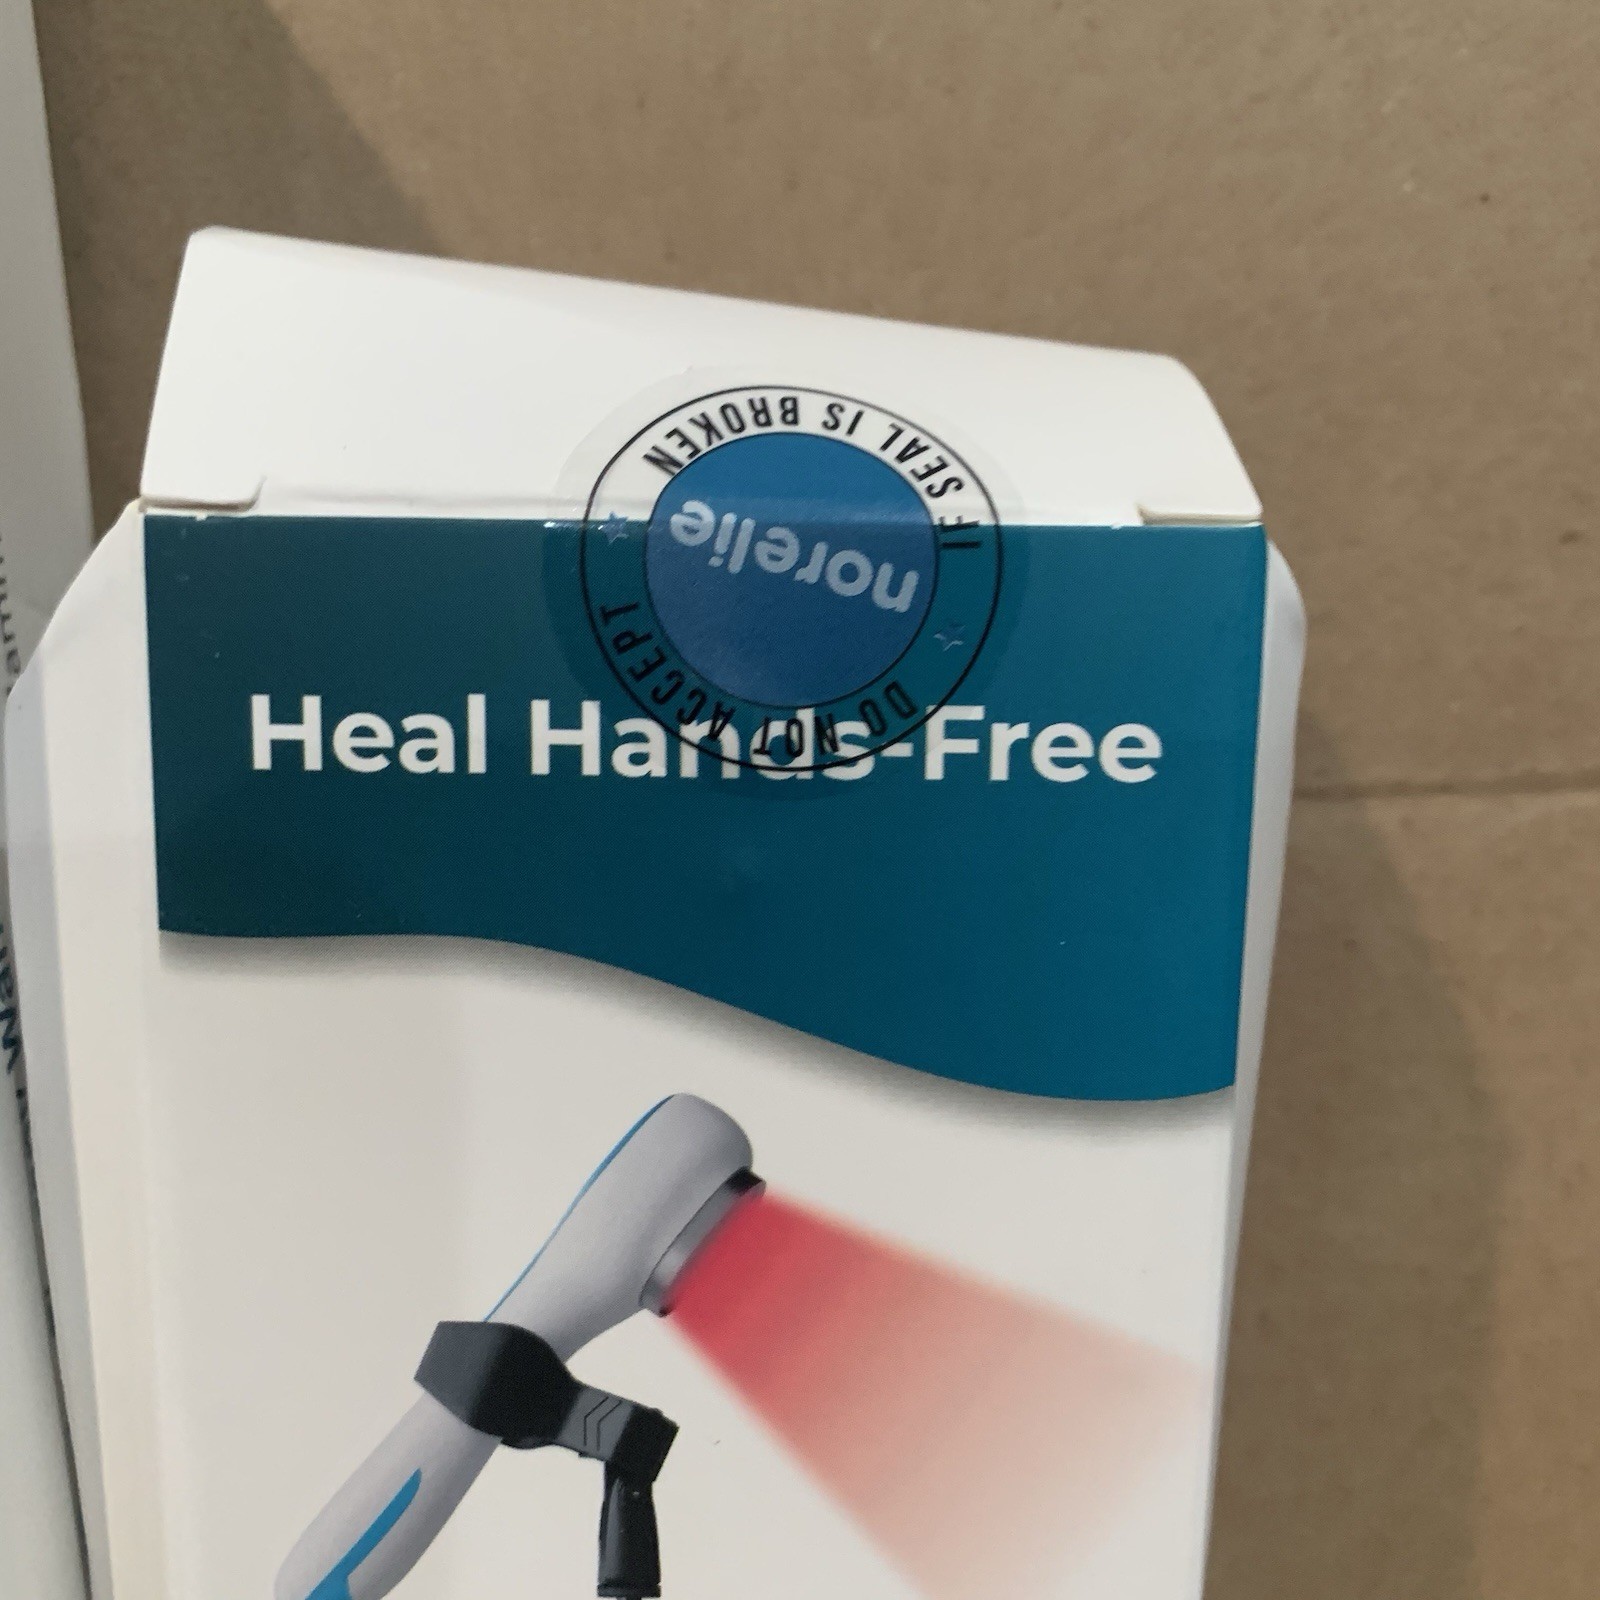 DO NOT ACCEPT
IF SEAL IS BROKEN
norelie
Heal Hands-Free